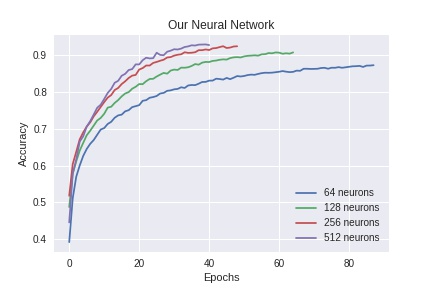 Our Neural Network
Accuracy
0.9
0.8
0.7
0.6
0.5
0.4
64 neurons
128 neurons
256 neurons
512 neurons
0 20 40 60 80
Epochs